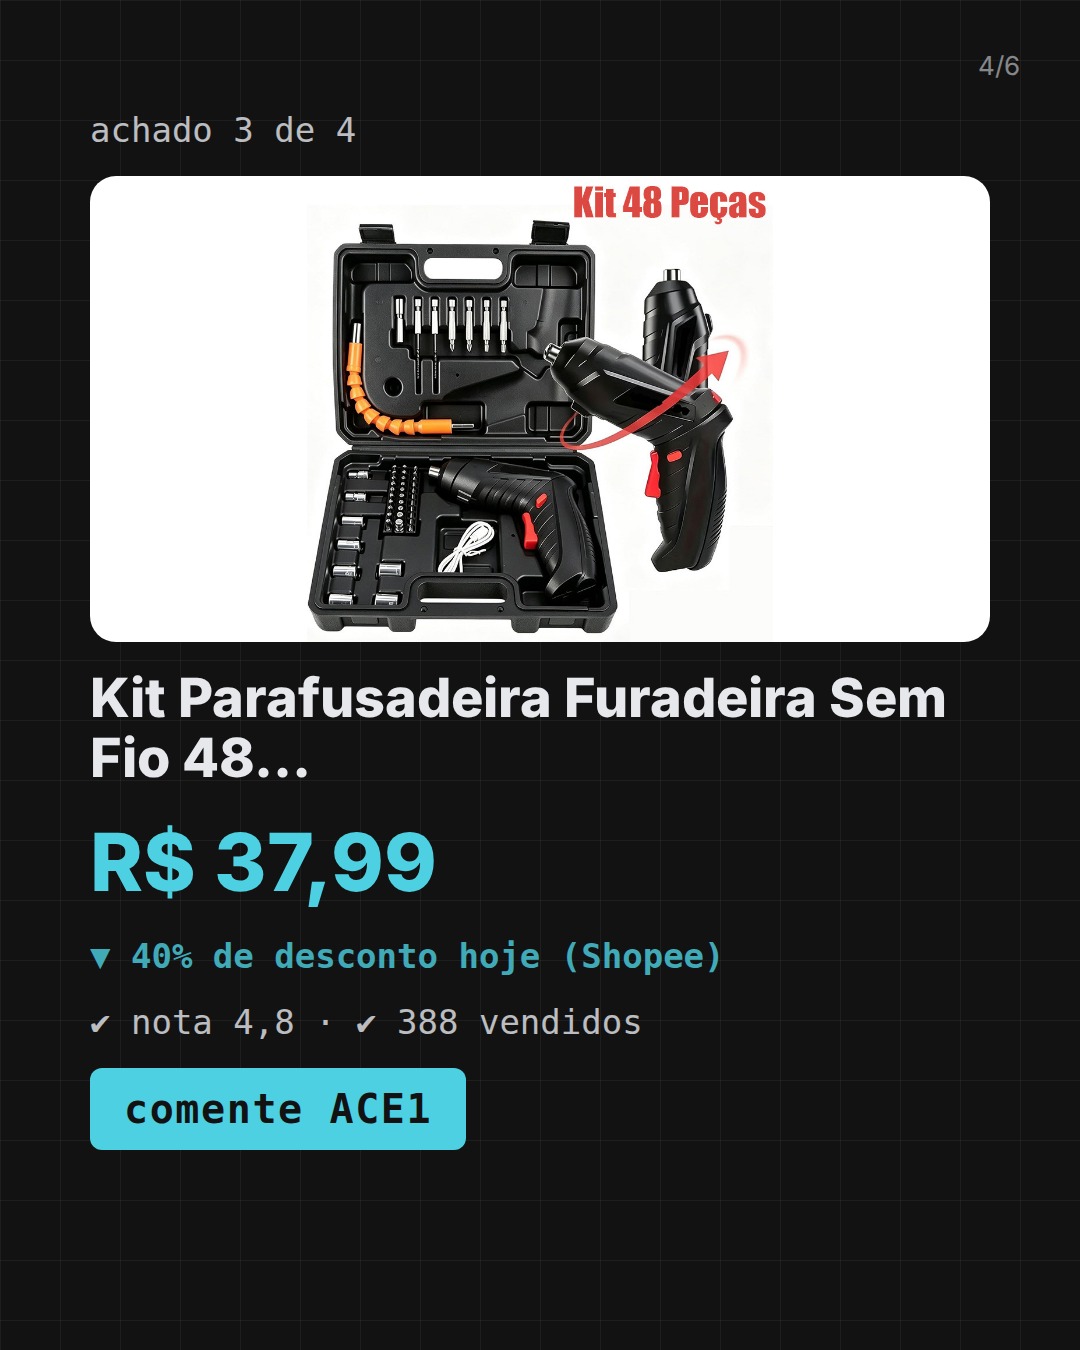 4/6
achado 3 de 4
Kit 48 Peças
Kit Parafusadeira Furadeira Sem
Fio 48...
R$ 37,99
▼ 40% de desconto hoje (Shopee)
✔ nota 4,8 · ✔ 388 vendidos
comente ACE1